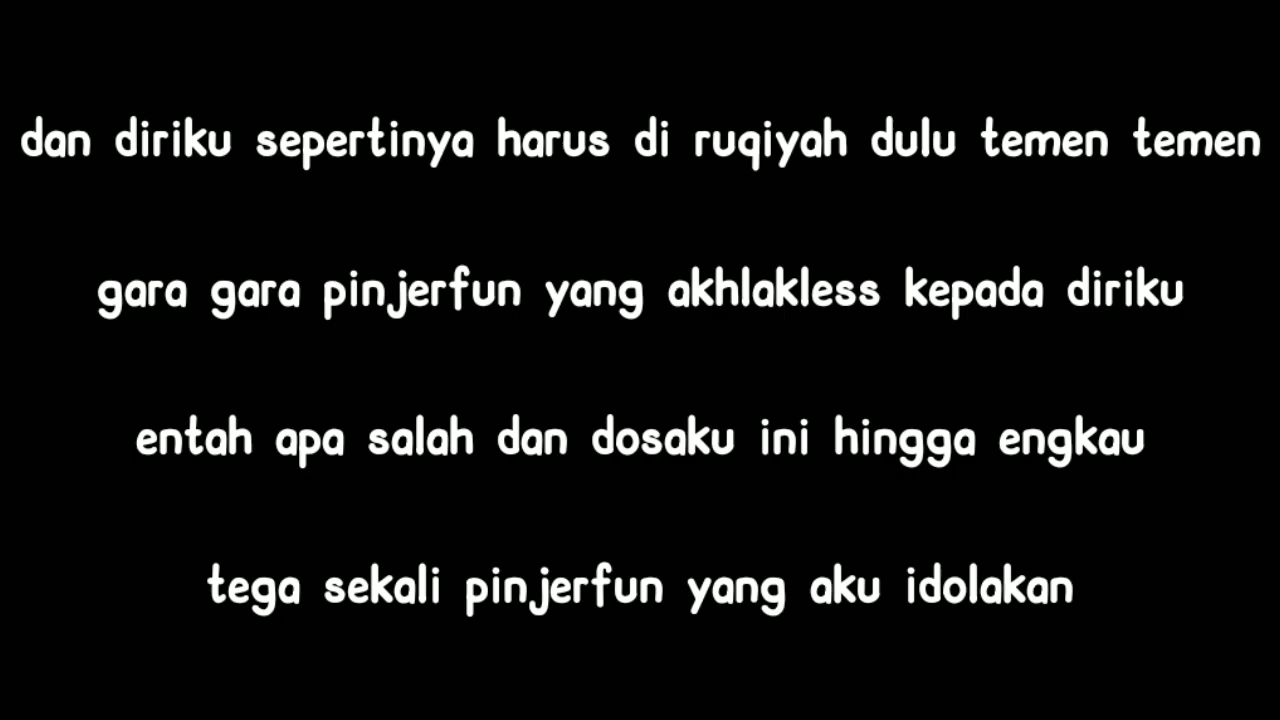 dan diriku sepertinya harus di ruqiyah dulu temen temen
gara gara pinjerfun yang akhlakless kepada diriku
entah apa salah dan dosaku ini hingga engkau
tega sekali pinjerfun yang aku idolakan